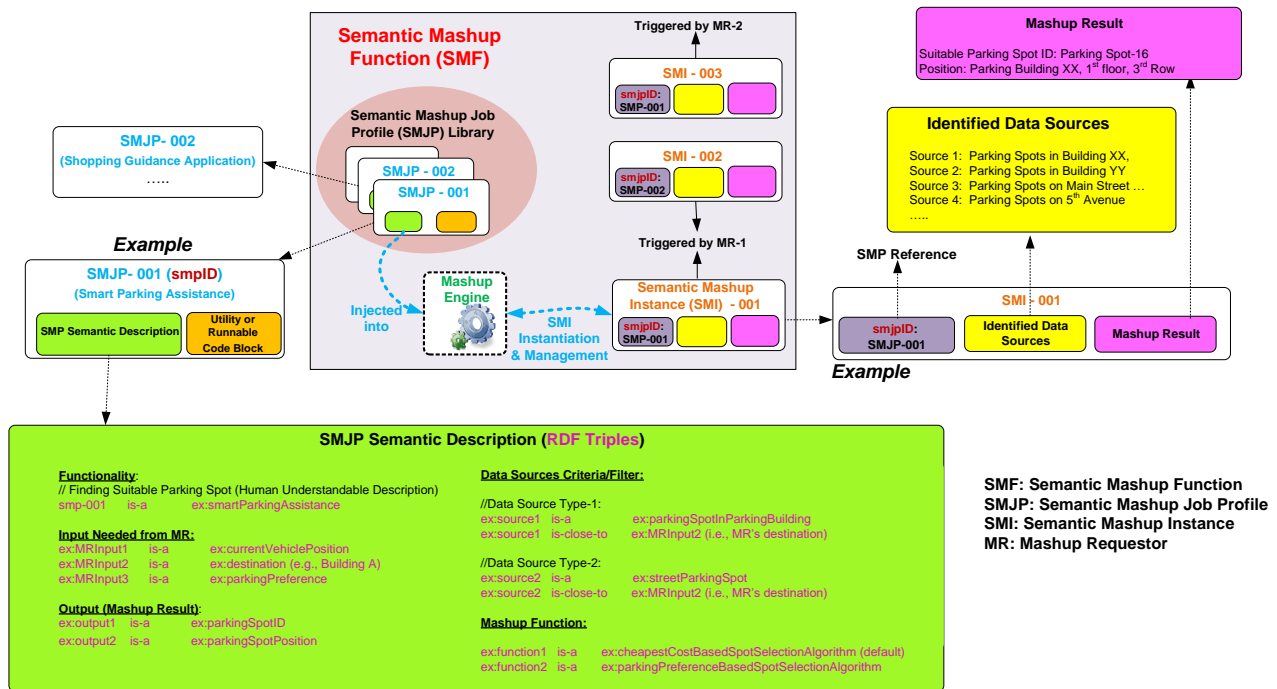 Semantic Mashup
Function (SMF)
Semantic Mashup Job
Profile (SMJP) Library
SMJP - 002
SMJP - 001
Injected
into
Mashup
Engine
SMI
Instantiation
& Management
Triggered by MR-2
SMI - 003
smjpID:
SMP-001
SMI - 002
smjpID:
SMP-002
Triggered by MR-1
Semantic Mashup
Instance (SMI) - 001
smjpID:
SMP-001
SMJP- 002
(Shopping Guidance Application)
…..
Example
SMJP- 001 (smpID)
(Smart Parking Assistance)
SMP Semantic Description
Utility or
Runnable
Code Block
Mashup Result
Suitable Parking Spot ID: Parking Spot-16
Position: Parking Building XX, 1st floor, 3rd Row
Identified Data Sources
Source 1: Parking Spots in Building XX,
Source 2: Parking Spots in Building YY
Source 3: Parking Spots on Main Street …
Source 4: Parking Spots on 5th Avenue
…..
SMP Reference
SMI - 001
smjpID:
SMJP-001
Identified Data
Sources
Mashup Result
Example
SMJP Semantic Description (RDF Triples)
Functionality:
// Finding Suitable Parking Spot (Human Understandable Description)
smp-001 is-a ex:smartParkingAssistance
Input Needed from MR:
ex:MRInput1 is-a ex:currentVehiclePosition
ex:MRInput2 is-a ex:destination (e.g., Building A)
ex:MRInput3 is-a ex:parkingPreference
Output (Mashup Result):
ex:output1 is-a ex:parkingSpotID
ex:output2 is-a ex:parkingSpotPosition
Data Sources Criteria/Filter:
//Data Source Type-1:
ex:source1 is-a ex:parkingSpotInParkingBuilding
ex:source1 is-close-to ex:MRInput2 (i.e., MR's destination)
//Data Source Type-2:
ex:source2 is-a ex:streetParkingSpot
ex:source2 is-close-to ex:MRInput2 (i.e., MR's destination)
Mashup Function:
ex:function1 is-a ex:cheapestCostBasedSpotSelectionAlgorithm (default)
ex:function2 is-a ex:parkingPreferenceBasedSpotSelectionAlgorithm
SMF: Semantic Mashup Function
SMJP: Semantic Mashup Job Profile
SMI: Semantic Mashup Instance
MR: Mashup Requestor